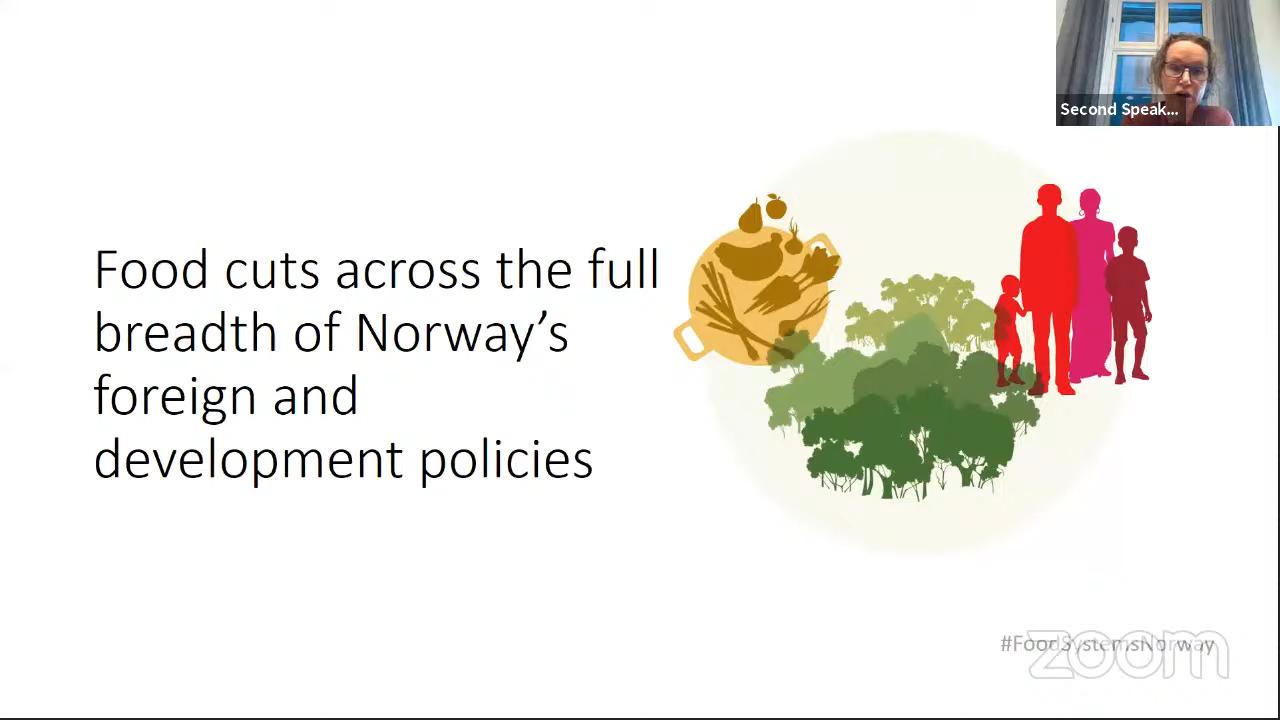 Second Speak...
Food cuts across the full
breadth of Norway’s
foreign and
development policies
#FoodSystemsNorway
zoom